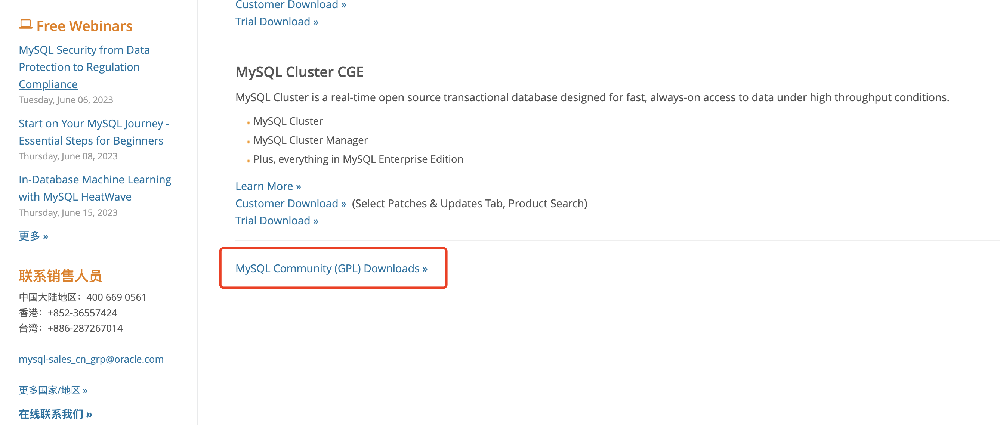 Free Webinars
MySQL Security from Data
Protection to Regulation
Compliance
Tuesday, June 06, 2023
Start on Your MySQL Journey -
Essential Steps for Beginners
Thursday, June 08, 2023
In-Database Machine Learning
with MySQL HeatWave
Thursday, June 15, 2023
更多 »
联系销售人员
中国大陆地区：400 669 0561
香港：+852-36557424
台湾：+886-287267014
mysql-sales_cn_grp@oracle.com
更多国家/地区 »
在线联系我们 »
Customer Download »
Trial Download »
MySQL Cluster CGE
MySQL Cluster is a real-time open source transactional database designed for fast, always-on access to data under high throughput conditions.
MySQL Cluster
MySQL Cluster Manager
Plus, everything in MySQL Enterprise Edition
Learn More »
Customer Download » (Select Patches & Updates Tab, Product Search)
Trial Download »
MySQL Community (GPL) Downloads »